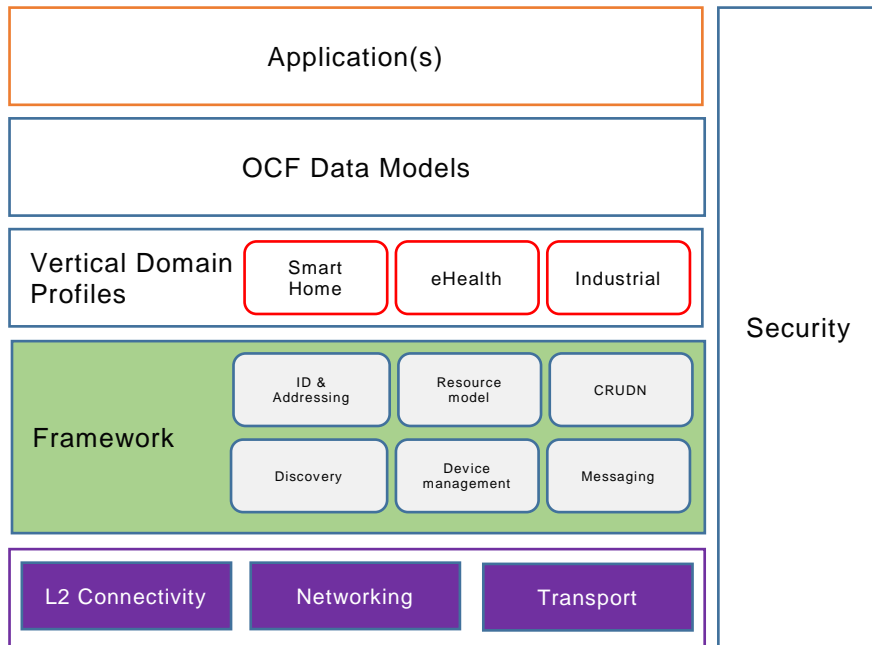 Application(s)
OCF Data Models
Vertical Domain
Profiles
Smart
Home
eHealth
Industrial
Security
Framework
ID &
Addressing
Resource
model
CRUDN
Discovery
Device
management
Messaging
L2 Connectivity
Networking
Transport